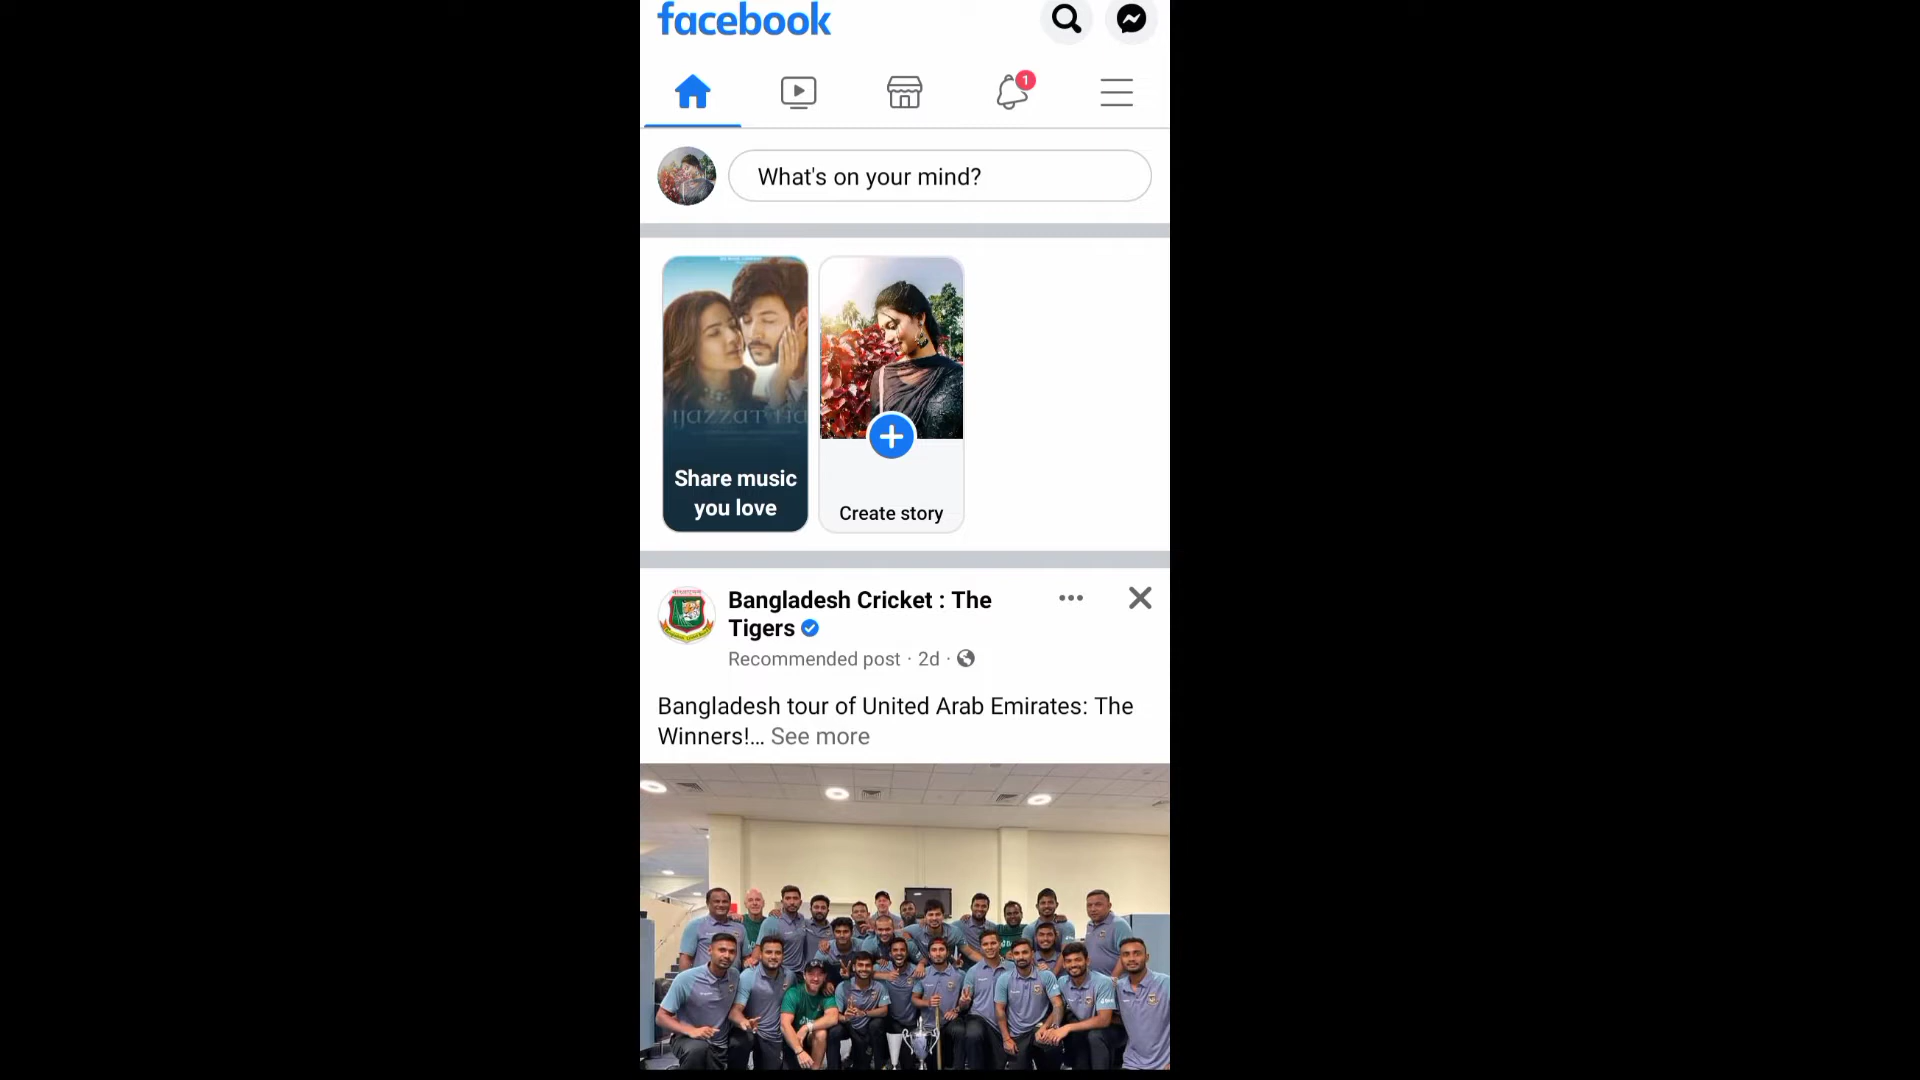 facebook
1
What's on your mind?
Share music
you love
Create story
Bangladesh Cricket : The
Tigers
Recommended post · 2d ·
Bangladesh tour of United Arab Emirates: The
Winners!... See more